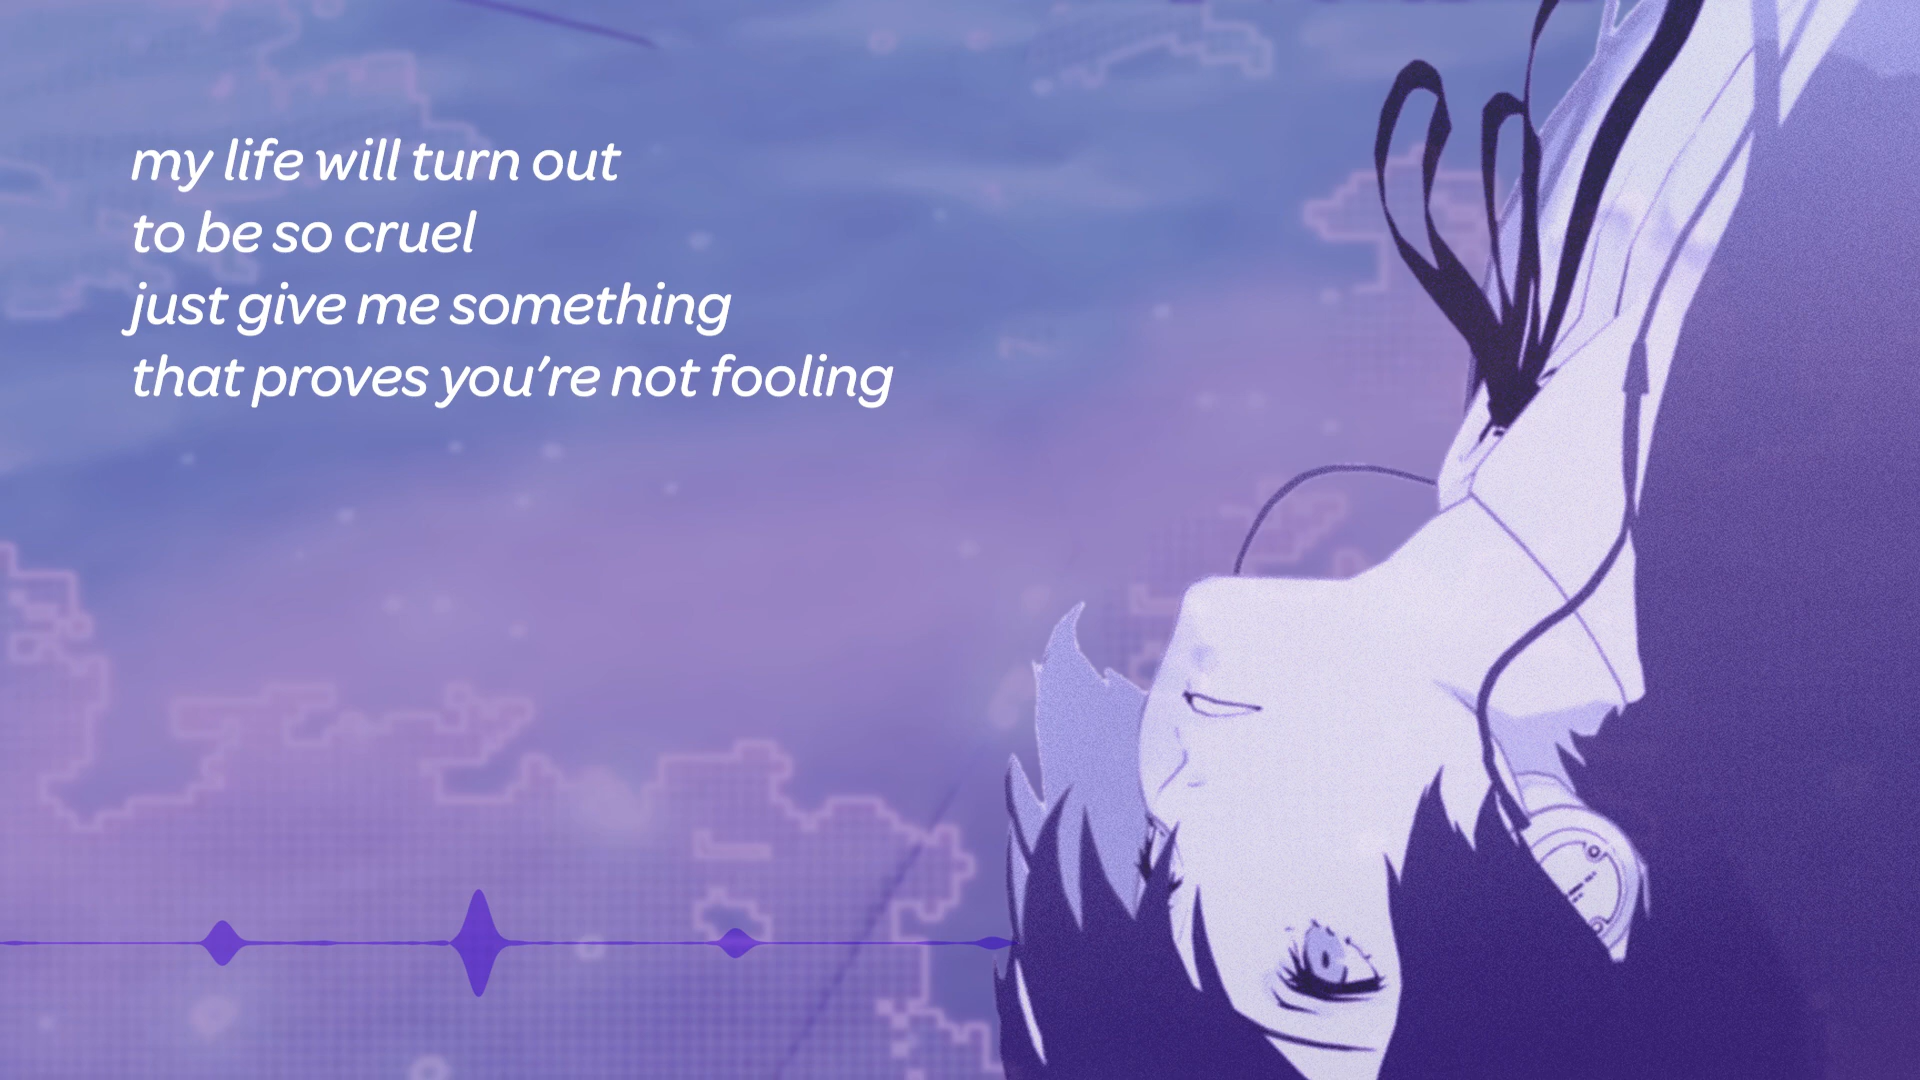 my life will turn out
to be so cruel
just give me something
that proves you're not fooling